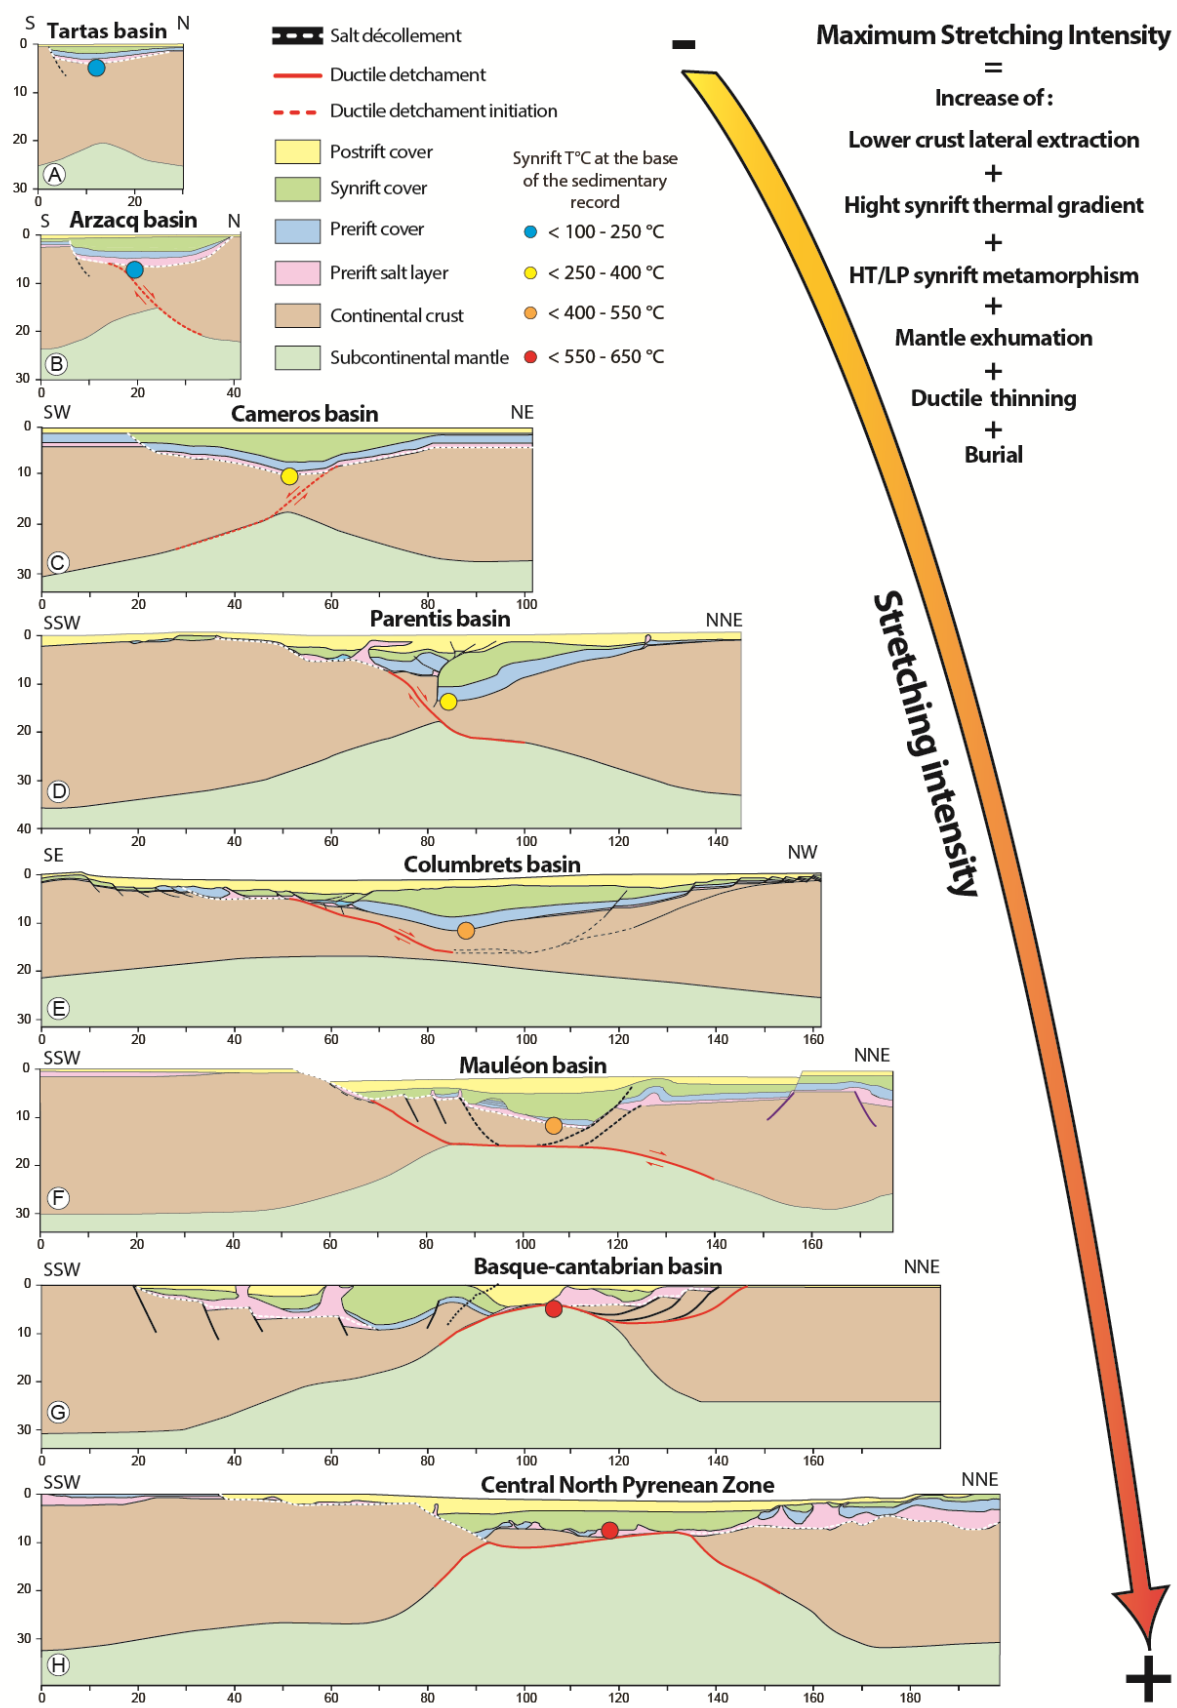 S
N
Tartas basin
0
10
20
30
A
0
20
S
Arzacq basin
N
0
10
20
30
B
0
20
40
Salt décollement
Ductile detchament
Ductile detchament initiation
Postrift cover
Synrift cover
Prerift cover
Prerift salt layer
Continental crust
Subcontinental mantle
Synrift T°C at the base
of the sedimentary
record
< 100 - 250 °C
< 250 - 400 °C
< 400 - 550 °C
< 550 - 650 °C
-
Maximum Stretching Intensity
=
Increase of :
Lower crust lateral extraction
+
Hight synrift thermal gradient
+
HT/LP synrift metamorphism
+
Mantle exhumation
+
Ductile thinning
+
Burial
Stretching intensity
+
SW
Cameros basin
NE
0
10
20
30
C
0
20
40
60
80
100
SSW
Parentis basin
NNE
0
10
20
30
40
D
20
40
60
80
100
120
140
SE
Columbrets basin
NW
0
10
20
30
E
0
20
40
60
80
100
120
140
160
SSW
Mauléon basin
NNE
0
10
20
30
F
0
20
40
60
80
100
120
140
160
SSW
Basque-cantabrian basin
NNE
0
10
20
30
G
0
20
40
60
80
100
120
140
160
SSW
Central North Pyrenean Zone
NNE
0
10
20
30
H
0
20
40
60
80
100
120
140
160
180